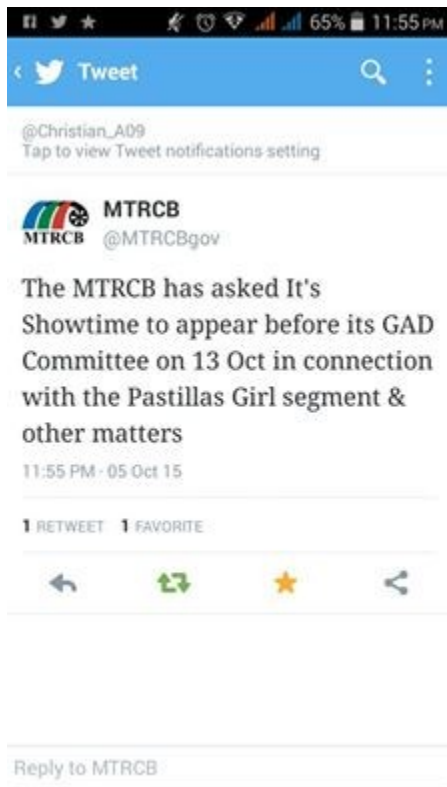 65% 11:55 PM
Tweet
@Christian_A09
Tap to view Tweet notifications setting
MTRCB
MTRCB
@MTRCBgov
The MTRCB has asked It's
Showtime to appear before its GAD
Committee on 13 Oct in connection
with the Pastillas Girl segment &
other matters
11:55 PM · 05 Oct 15
1 RETWEET 1 FAVORITE
Reply to MTRCB